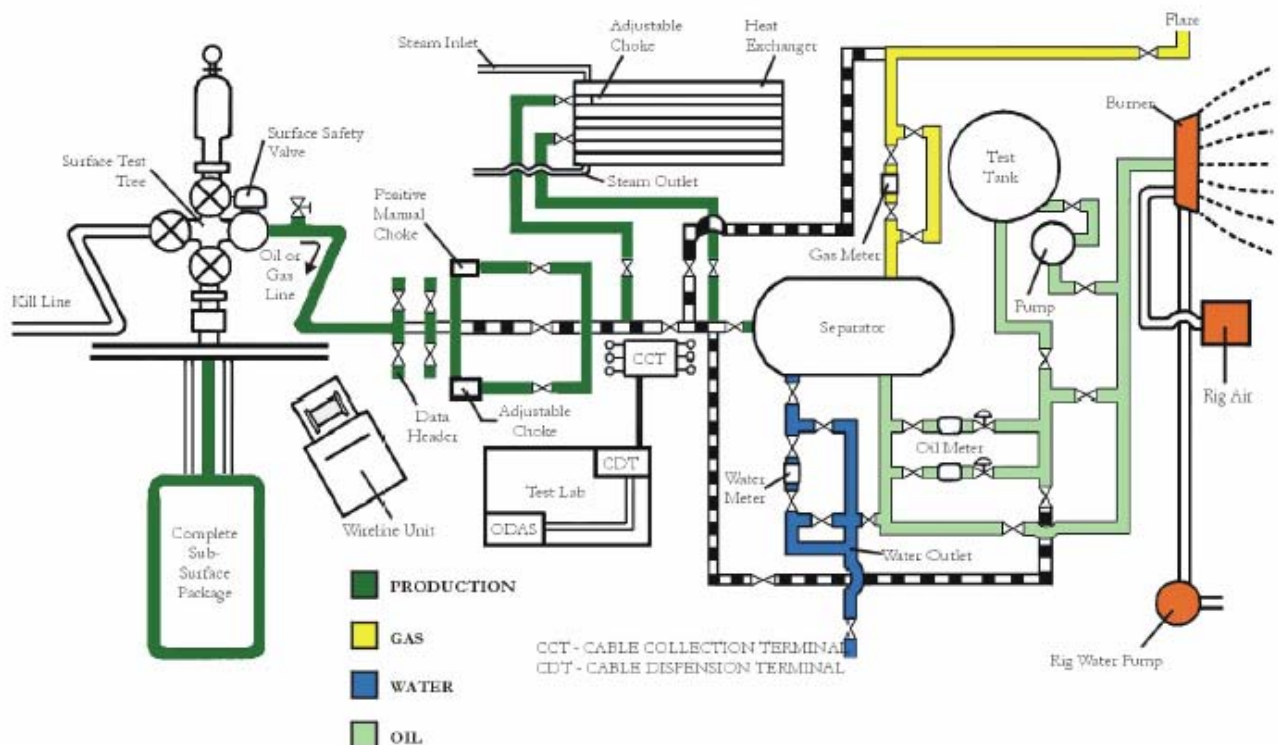 Flare
Steam Inlet
Adjustable
Choke
Heat
Exchanger
Burner
Surface Safety
Valve
Surface Test
Tree
Test
Tank
Steam Outlet
Positive
Manual
Choke
Oil or
Gas
Line
Gas Meter
Kill Line
Pump
Separator
CCT
Rig Air
Data
Header
Adjustable
Choke
Oil Meter
CDT
Test Lab
Water
Meter
ODAS
Wireline Unit
Complete
Sub-
Surface
Package
Water Outlet
PRODUCTION
GAS
WATER
OIL
CCT - CABLE COLLECTION TERMINAL
CDT - CABLE DISPENSION TERMINAL
Rig Water Pump